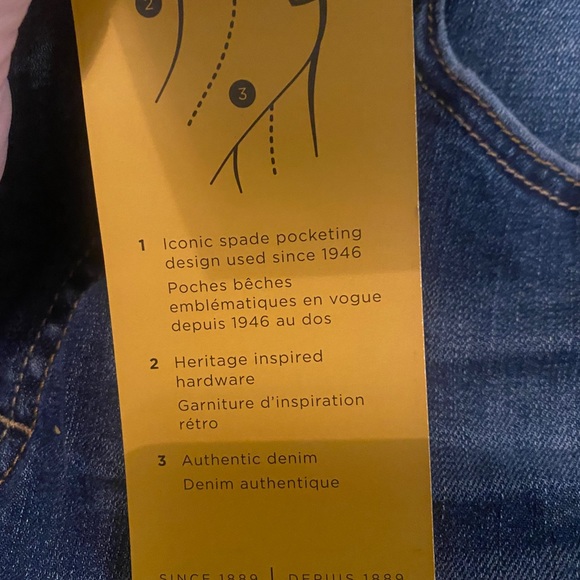 2
3
1 Iconic spade pocketing
design used since 1946
Poches bêches
emblématiques en vogue
depuis 1946 au dos
2 Heritage inspired
hardware
Garniture d'inspiration
rétro
3 Authentic denim
Denim authentique
SINCE 1889 | DEPUIS 1889